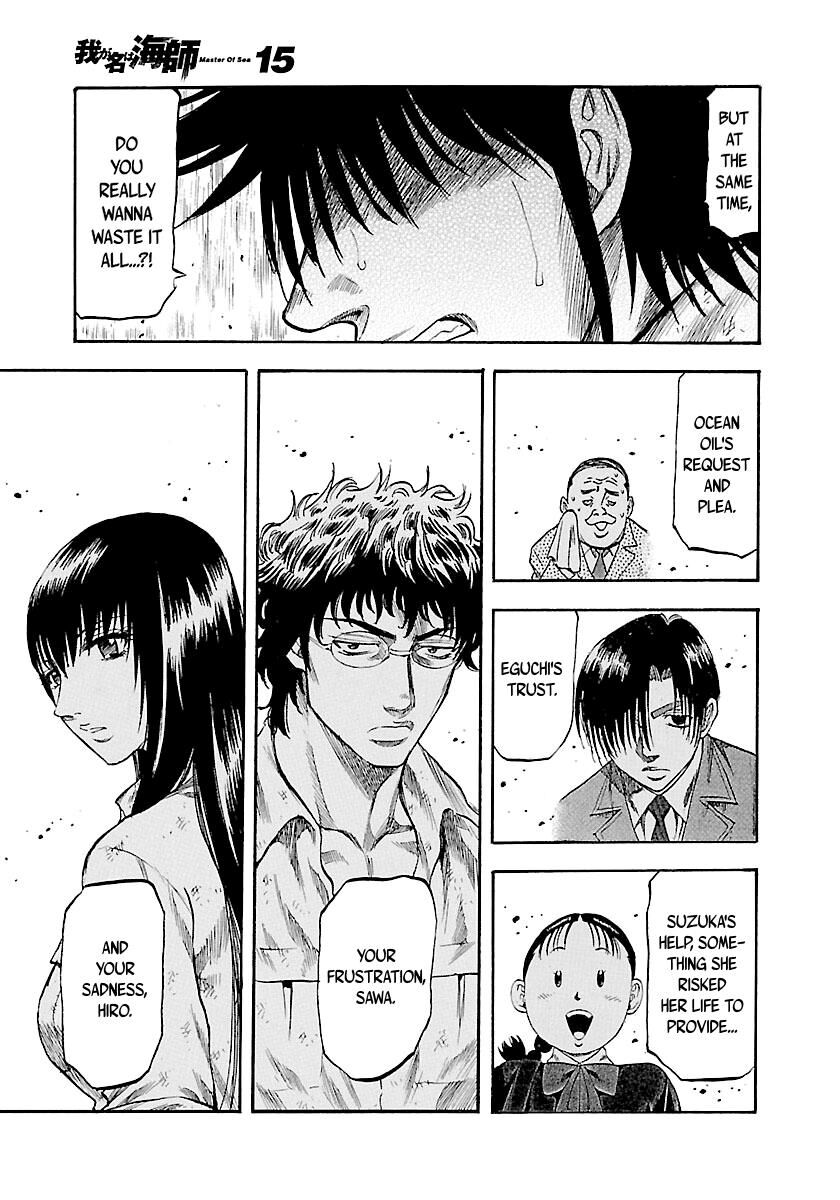 我が名は海師 Master Of Sea 15
BUT
AT
THE
SAME
TIME,
DO
YOU
REALLY
WANNA
WASTE IT
ALL...?!
OCEAN
OIL'S
REQUEST
AND
PLEA.
EGUCHI'S
TRUST.
SUZUKA'S
HELP, SOME-
THING SHE
RISKED
HER LIFE TO
PROVIDE...
YOUR
FRUSTRATION,
SAWA.
AND
YOUR
SADNESS,
HIRO.